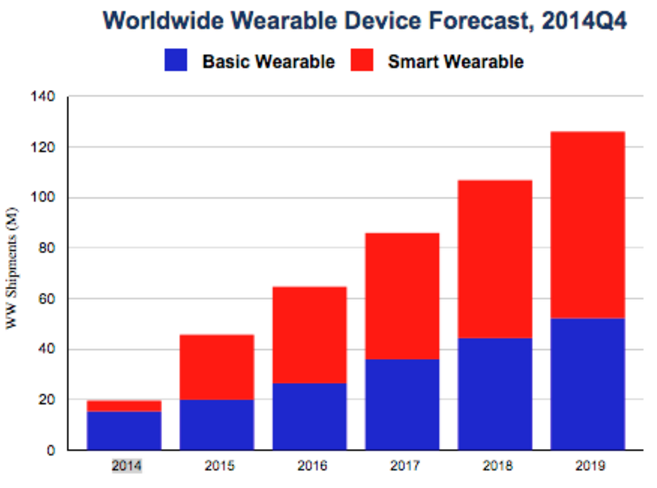 Worldwide Wearable Device Forecast, 2014Q4
Basic Wearable Smart Wearable
WW Shipments (M)
140
120
100
80
60
40
20
0
2014 2015 2016 2017 2018 2019